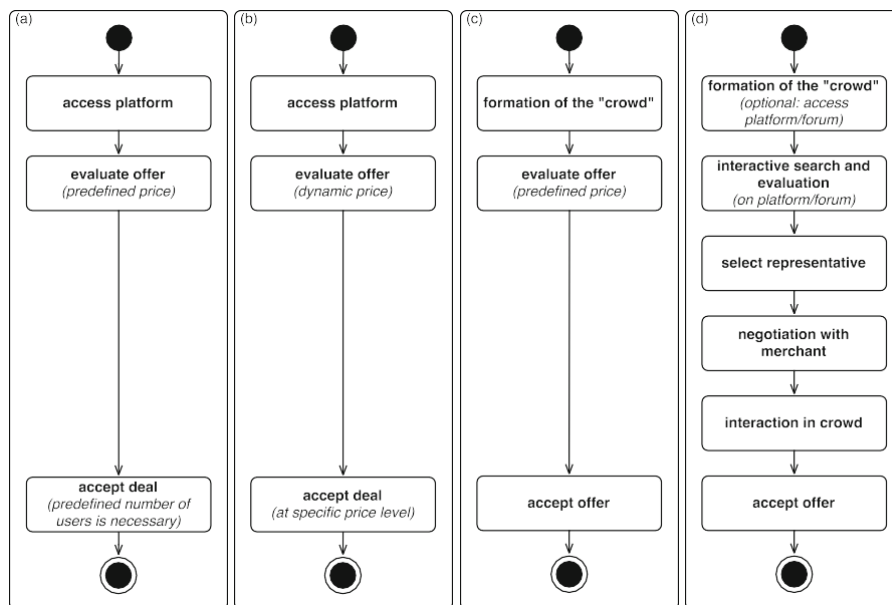 (a)
access platform
evaluate offer
(predefined price)
accept deal
(predefined number of
users is necessary)
(b)
access platform
evaluate offer
(dynamic price)
accept deal
(at specific price level)
(c)
formation of the "crowd"
evaluate offer
(predefined price)
accept offer
(d)
formation of the "crowd"
(optional: access
platform/forum)
interactive search and
evaluation
(on platform/forum)
select representative
negotiation with
merchant
interaction in crowd
accept offer